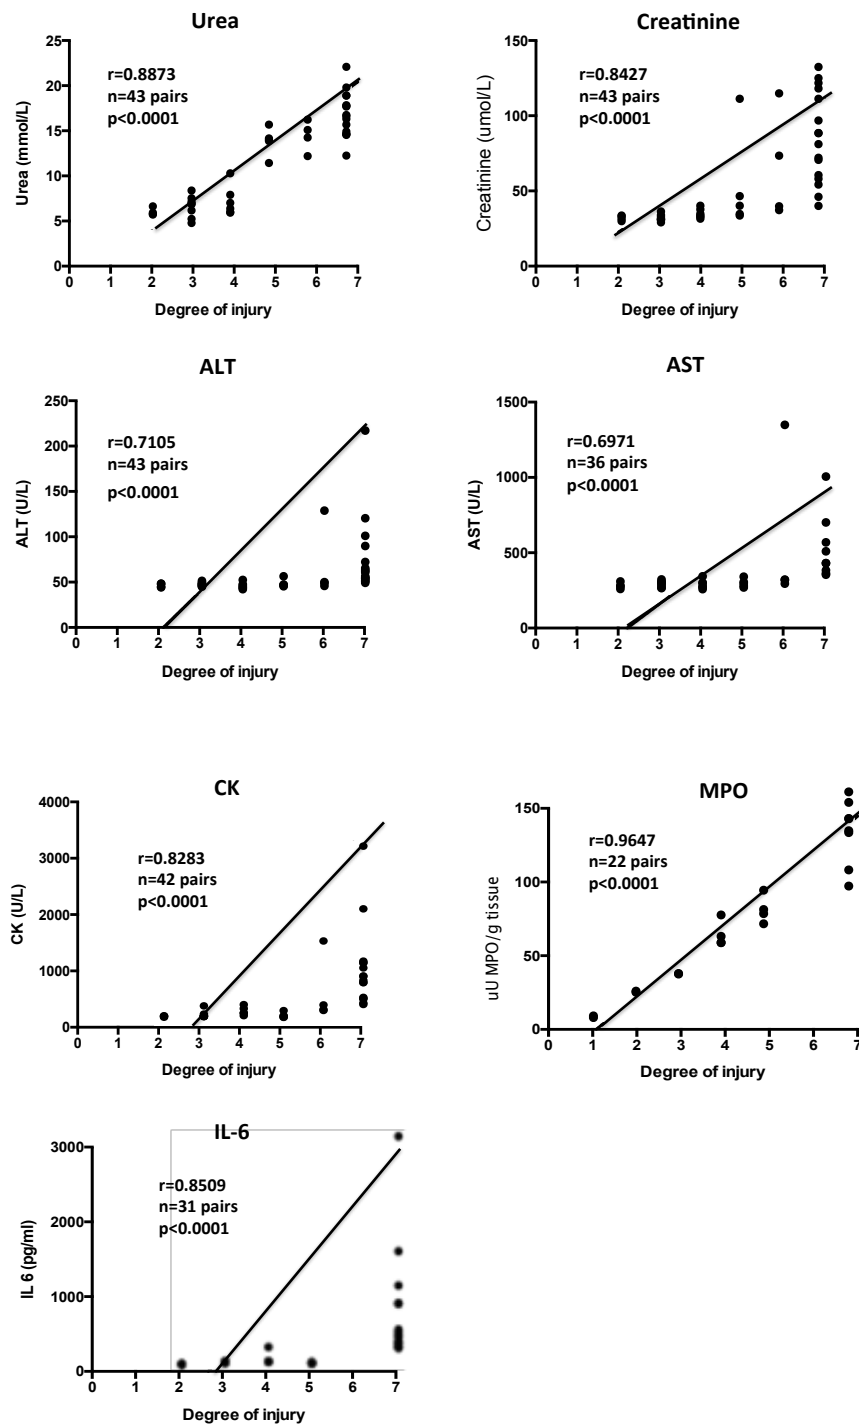 Urea
r=0.8873
n=43 pairs
p<0.0001
Urea (mmol/L)
25
20
15
10
5
0
0 1 2 3 4 5 6 7
Degree of injury
Creatinine
r=0.8427
n=43 pairs
p<0.0001
Creatinine (umol/L)
150
100
50
0
0 1 2 3 4 5 6 7
Degree of injury
ALT
r=0.7105
n=43 pairs
p<0.0001
ALT (U/L)
250
200
150
100
50
0
0 1 2 3 4 5 6 7
Degree of injury
AST
r=0.6971
n=36 pairs
p<0.0001
AST (U/L)
1500
1000
500
0
0 1 2 3 4 5 6 7
Degree of injury
CK
r=0.8283
n=42 pairs
p<0.0001
CK (U/L)
4000
3000
2000
1000
0
0 1 2 3 4 5 6 7
Degree of injury
MPO
r=0.9647
n=22 pairs
p<0.0001
uU MPO/g tissue
150
100
50
0
0 1 2 3 4 5 6 7
Degree of injury
IL-6
r=0.8509
n=31 pairs
p<0.0001
IL 6 (pg/ml)
3000
2000
1000
0
0 1 2 3 4 5 6 7
Degree of injury